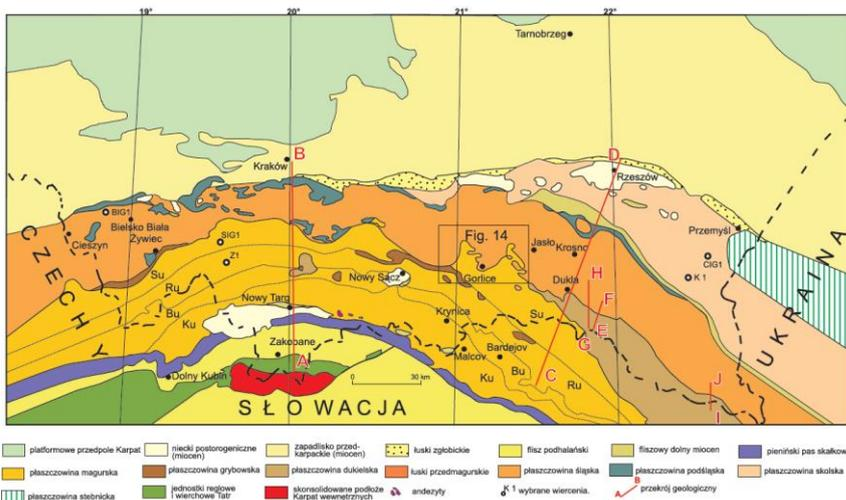 19° 20° 21° 22°
Tarnobrzeg
B
Kraków
D
Rzeszów
BIG1
Bielsko Biała
Cieszyn
Żywiec
SIG1
Z1
Fig. 14
Jasło
Krosno
Gorlice
Przemyśl
CIG1
K 1
CZECHY
UKRAINA
Su
Ru
Bu
Ku
Nowy Sącz
Nowy Targ
Dukla
H
F
E
G
Su
Krynica
Zakopane
A
Malcov
Bardejov
Dolny Kubin
0 30 km
Ku
Bu
C
Ru
J
I
SŁOWACJA
platformowe przedpole Karpat
niecki postorogeniczne (miocen)
zapadlisko przed-
karpackie (miocen)
łuski zgłobickie
flisz podhalański
fliszowy dolny miocen
pieniński pas skałkowy
płaszczowina magurska
płaszczowina grybowska
płaszczowina dukielska
łuski przedmagurskie
płaszczowina śląska
płaszczowina podśląska
płaszczowina skolska
płaszczowina stebnicka
jednostki reglowe
i wierchowe Tatr
skonsolidowane podłoże
Karpat wewnętrznych
andezyty
K 1 wybrane wiercenia.
A B przekrój geologiczny